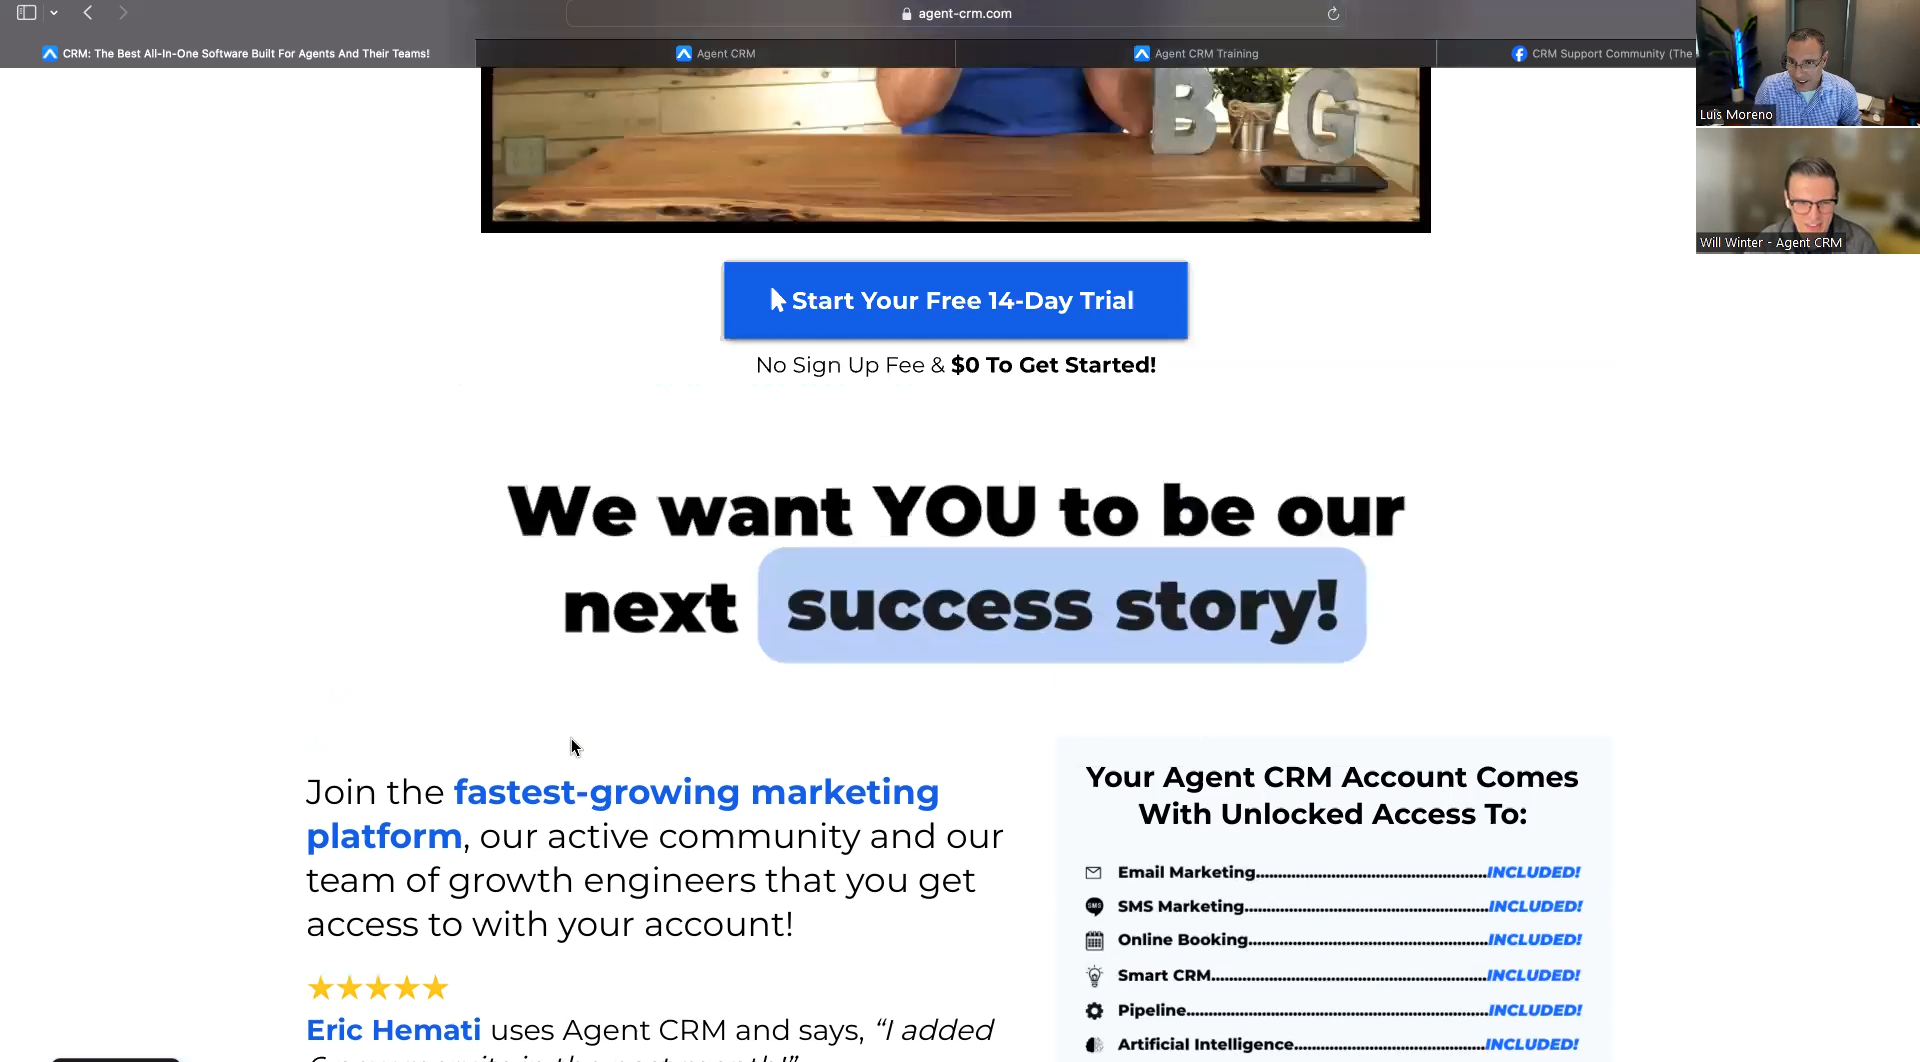 agent-crm.com
CRM: The Best All-In-One Software Built For Agents And Their Teams!
Agent CRM
Agent CRM Training
CRM Support Community (The
Luis Moreno
Will Winter - Agent CRM
B G
Start Your Free 14-Day Trial
No Sign Up Fee & $0 To Get Started!
We want YOU to be our
next success story!
Join the fastest-growing marketing
platform, our active community and our
team of growth engineers that you get
access to with your account!
Eric Hemati uses Agent CRM and says, “I added
Your Agent CRM Account Comes
With Unlocked Access To:
Email Marketing....................INCLUDED!
SMS SMS Marketing....................INCLUDED!
Online Booking....................INCLUDED!
Smart CRM....................INCLUDED!
Pipeline....................INCLUDED!
Artificial Intelligence....................INCLUDED!